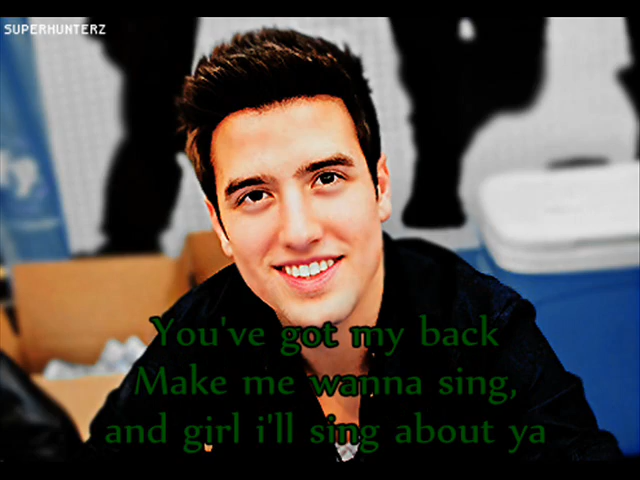 SUPERHUNTERZ
You've got my back
Make me wanna sing,
and girl i'll sing about ya